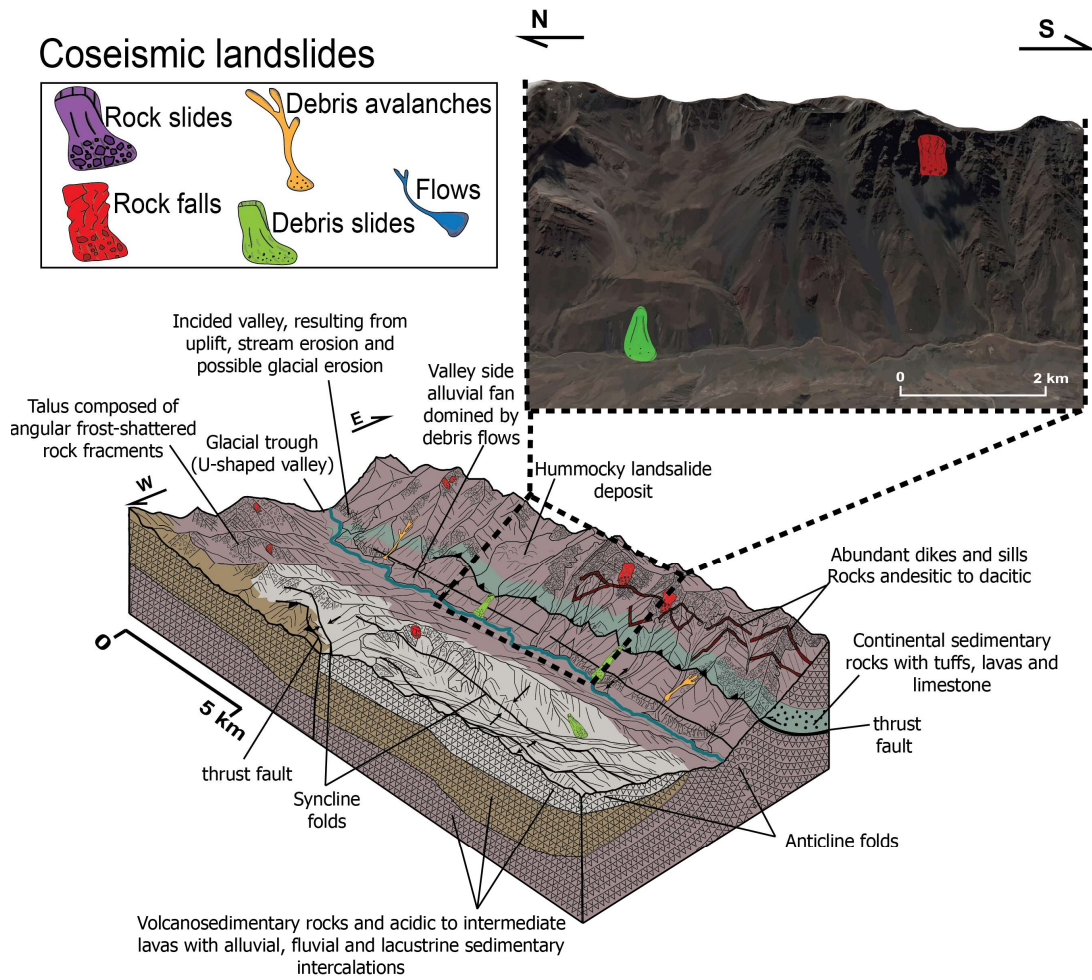 N
S
Coseismic landslides
Rock slides
Debris avalanches
Rock falls
Debris slides
Flows
0
2 km
Incided valley, resulting from
uplift, stream erosion and
possible glacial erosion
Valley side
alluvial fan
domined by
debris flows
Talus composed of
angular frost-shattered
rock fragments
Glacial trough
(U-shaped valley)
E
W
Hummocky landsalide
deposit
Abundant dikes and sills
Rocks andesitic to dacitic
Continental sedimentary
rocks with tuffs, lavas and
limestone
thrust
fault
0
5 km
thrust fault
Syncline
folds
Anticline folds
Volcanosedimentary rocks and acidic to intermediate
lavas with alluvial, fluvial and lacustrine sedimentary
intercalations